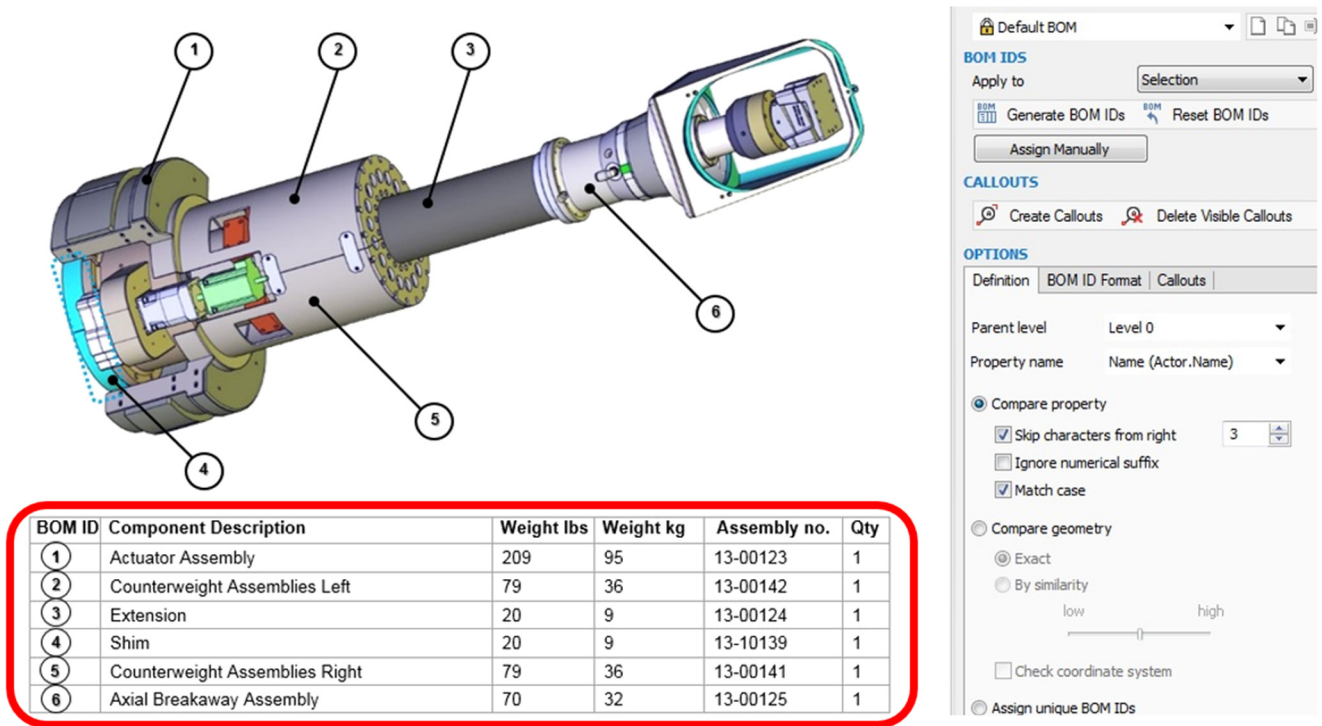 1
2
3
4
5
6
BOM ID Component Description Weight lbs Weight kg Assembly no. Qty
1 Actuator Assembly 209 95 13-00123 1
2 Counterweight Assemblies Left 79 36 13-00142 1
3 Extension 20 9 13-00124 1
4 Shim 20 9 13-10139 1
5 Counterweight Assemblies Right 79 36 13-00141 1
6 Axial Breakaway Assembly 70 32 13-00125 1
Default BOM
BOM IDS
Apply to Selection
BOM Generate BOM IDs BOM Reset BOM IDs
Assign Manually
CALLOUTS
Create Callouts Delete Visible Callouts
OPTIONS
Definition BOM ID Format Callouts
Parent level Level 0
Property name Name (Actor.Name)
Compare property
Skip characters from right 3
Ignore numerical suffix
Match case
Compare geometry
Exact
By similarity
low high
Check coordinate system
Assign unique BOM IDs